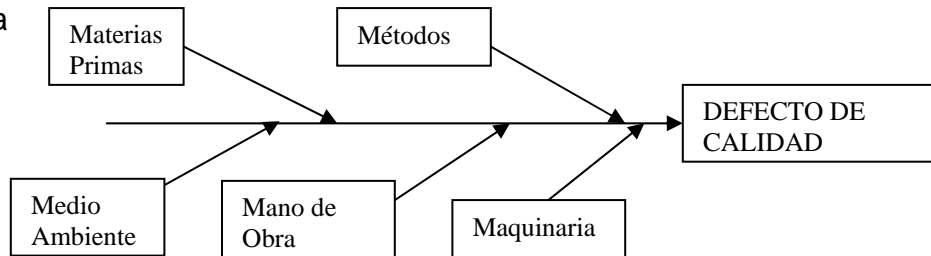 a
Materias
Primas
Métodos
DEFECTO DE
CALIDAD
Medio
Ambiente
Mano de
Obra
Maquinaria